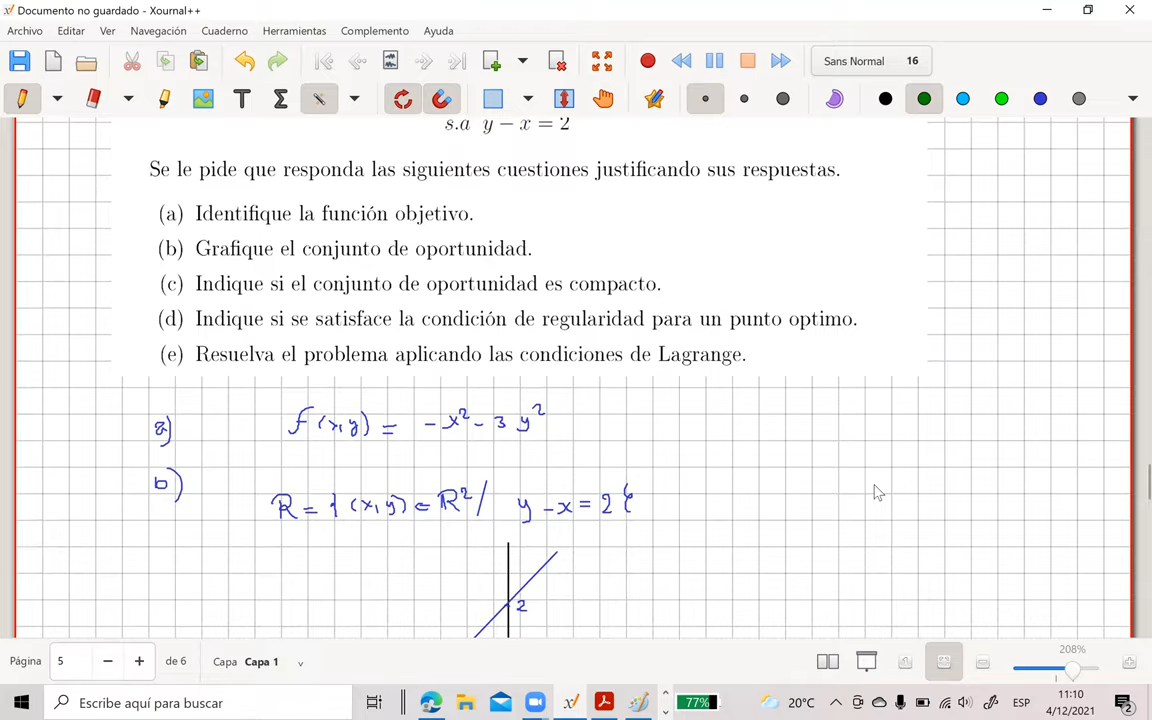 Documento no guardado - Xournal++
Archivo Editar Ver Navegación Cuaderno Herramientas Complemento Ayuda
Sans Normal 16
s.a y − x = 2
Se le pide que responda las siguientes cuestiones justificando sus respuestas.
(a) Identifique la función objetivo.
(b) Grafique el conjunto de oportunidad.
(c) Indique si el conjunto de oportunidad es compacto.
(d) Indique si se satisface la condición de regularidad para un punto optimo.
(e) Resuelva el problema aplicando las condiciones de Lagrange.
a) f(x,y) = -x² - 3 y²
b)
R = { (x,y) ∈ ℝ² / y - x = 2 }
2
Página 5 de 6 Capa Capa 1 208%
Escribe aquí para buscar 77% 20°C ESP 11:10 4/12/2021 2